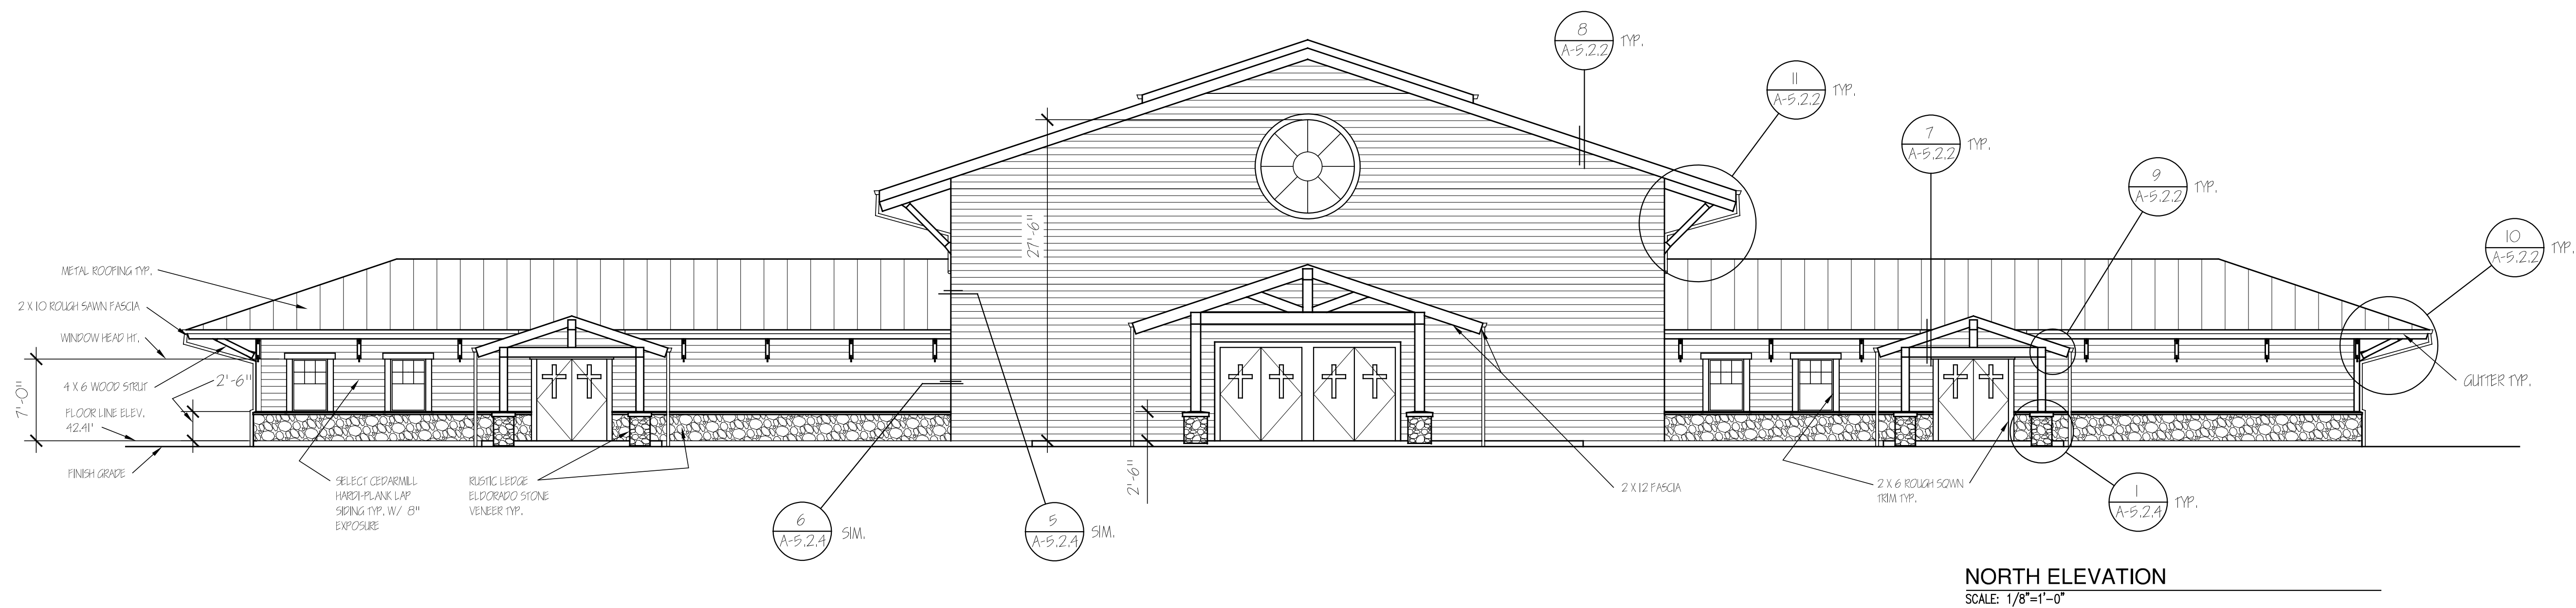 8
A-5.2.2
TYP.
11
A-5.2.2
TYP.
7
A-5.2.2
TYP.
9
A-5.2.2
TYP.
10
A-5.2.2
TYP.
27'-6"
METAL ROOFING TYP.
2 X 10 ROUGH SAWN FASCIA
WINDOW HEAD HT.
4 X 6 WOOD STRUT
2'-6"
7'-0"
FLOOR LINE ELEV.
42.41'
FINISH GRADE
GUTTER TYP.
SELECT CEDARMILL
HARDI-PLANK LAP
SIDING TYP. W/ 8"
EXPOSURE
RUSTIC LEDGE
ELDORADO STONE
VENEER TYP.
2'-6"
2 X 12 FASCIA
2 X 6 ROUGH SOWN
TRIM TYP.
6
A-5.2.4
SIM.
5
A-5.2.4
SIM.
1
A-5.2.4
TYP.
NORTH ELEVATION
SCALE: 1/8"=1'-0"